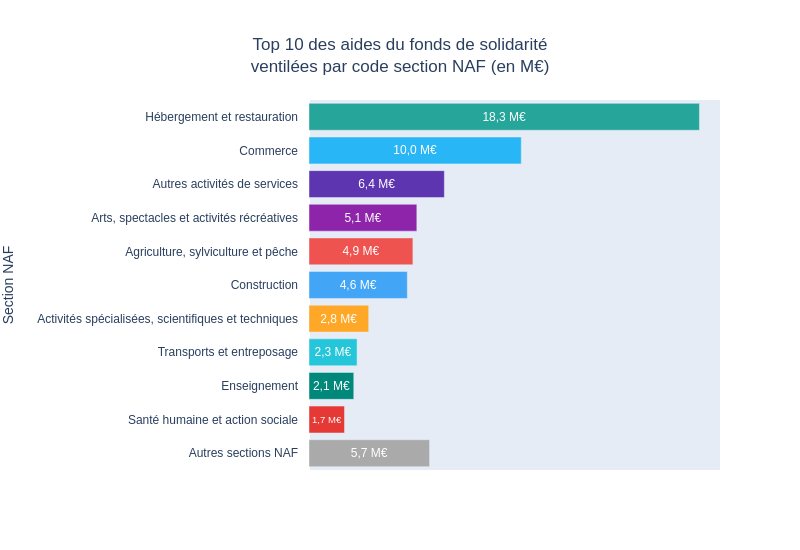 Top 10 des aides du fonds de solidarité
ventilées par code section NAF (en M€)
Section NAF
Hébergement et restauration 18,3 M€
Commerce 10,0 M€
Autres activités de services 6,4 M€
Arts, spectacles et activités récréatives 5,1 M€
Agriculture, sylviculture et pêche 4,9 M€
Construction 4,6 M€
Activités spécialisées, scientifiques et techniques 2,8 M€
Transports et entreposage 2,3 M€
Enseignement 2,1 M€
Santé humaine et action sociale 1,7 M€
Autres sections NAF 5,7 M€